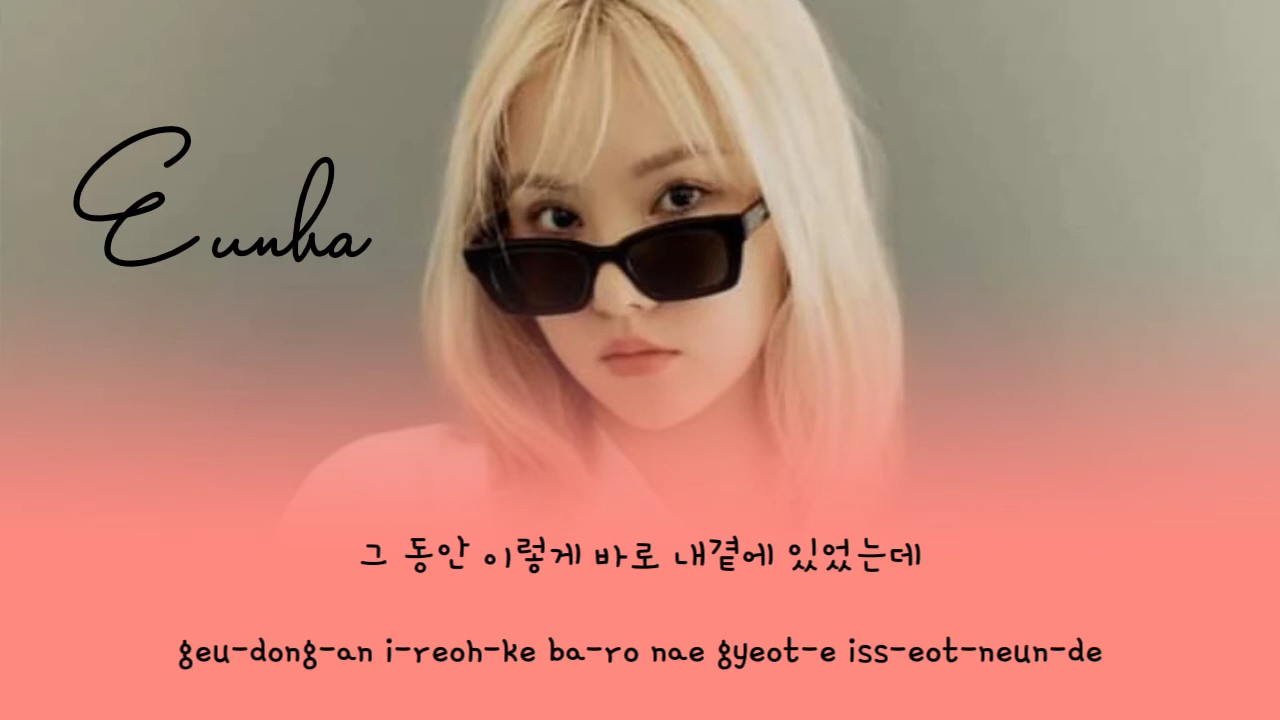 Eunha
그 동안 이렇게 바로 내곁에 있었는데
geu-dong-an i-reoh-ke ba-ro nae gyeot-e iss-eot-neun-de